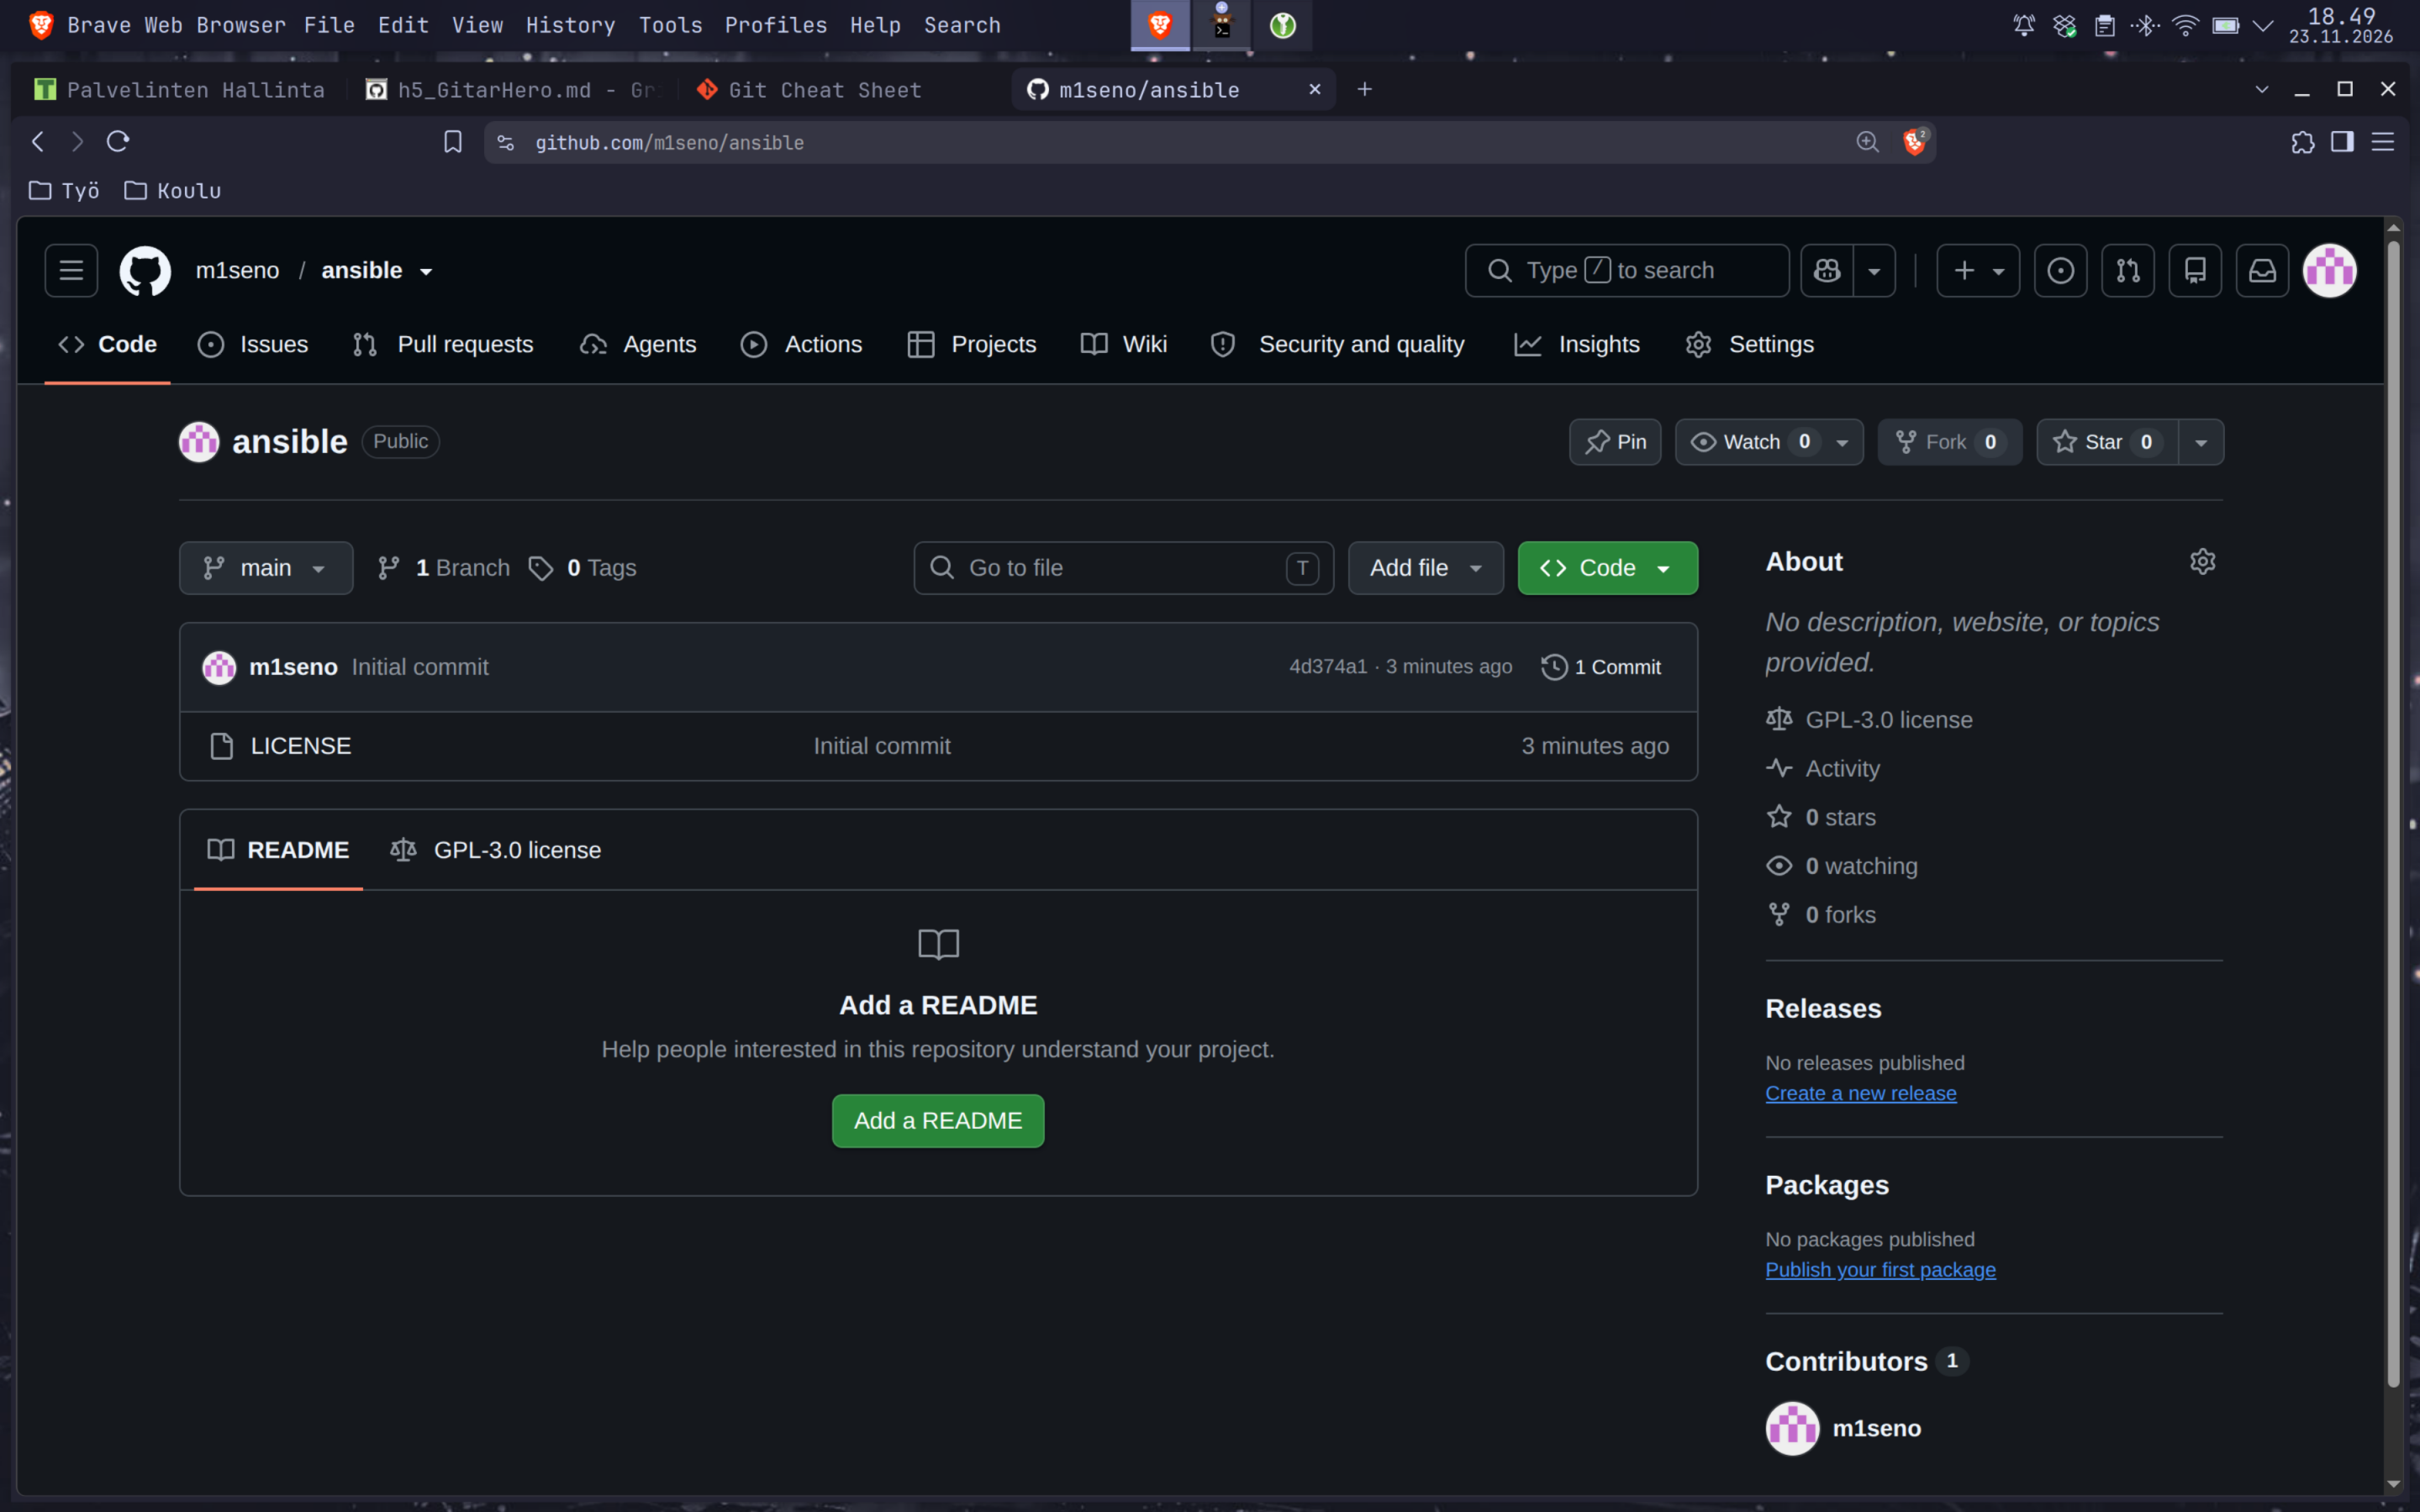 Brave Web Browser File Edit View History Tools Profiles Help Search
18.49
23.11.2026
Palvelinten Hallinta h5_GitarHero.md - Gr Git Cheat Sheet m1seno/ansible
github.com/m1seno/ansible 2
Työ Koulu
m1seno / ansible Type / to search
Code Issues Pull requests Agents Actions Projects Wiki Security and quality Insights Settings
ansible Public Pin Watch 0 Fork 0 Star 0
main 1 Branch 0 Tags Go to file T Add file Code
m1seno Initial commit 4d374a1 · 3 minutes ago 1 Commit
LICENSE Initial commit 3 minutes ago
README GPL-3.0 license
Add a README
Help people interested in this repository understand your project.
Add a README
About
No description, website, or topics
provided.
GPL-3.0 license
Activity
0 stars
0 watching
0 forks
Releases
No releases published
Create a new release
Packages
No packages published
Publish your first package
Contributors 1
m1seno